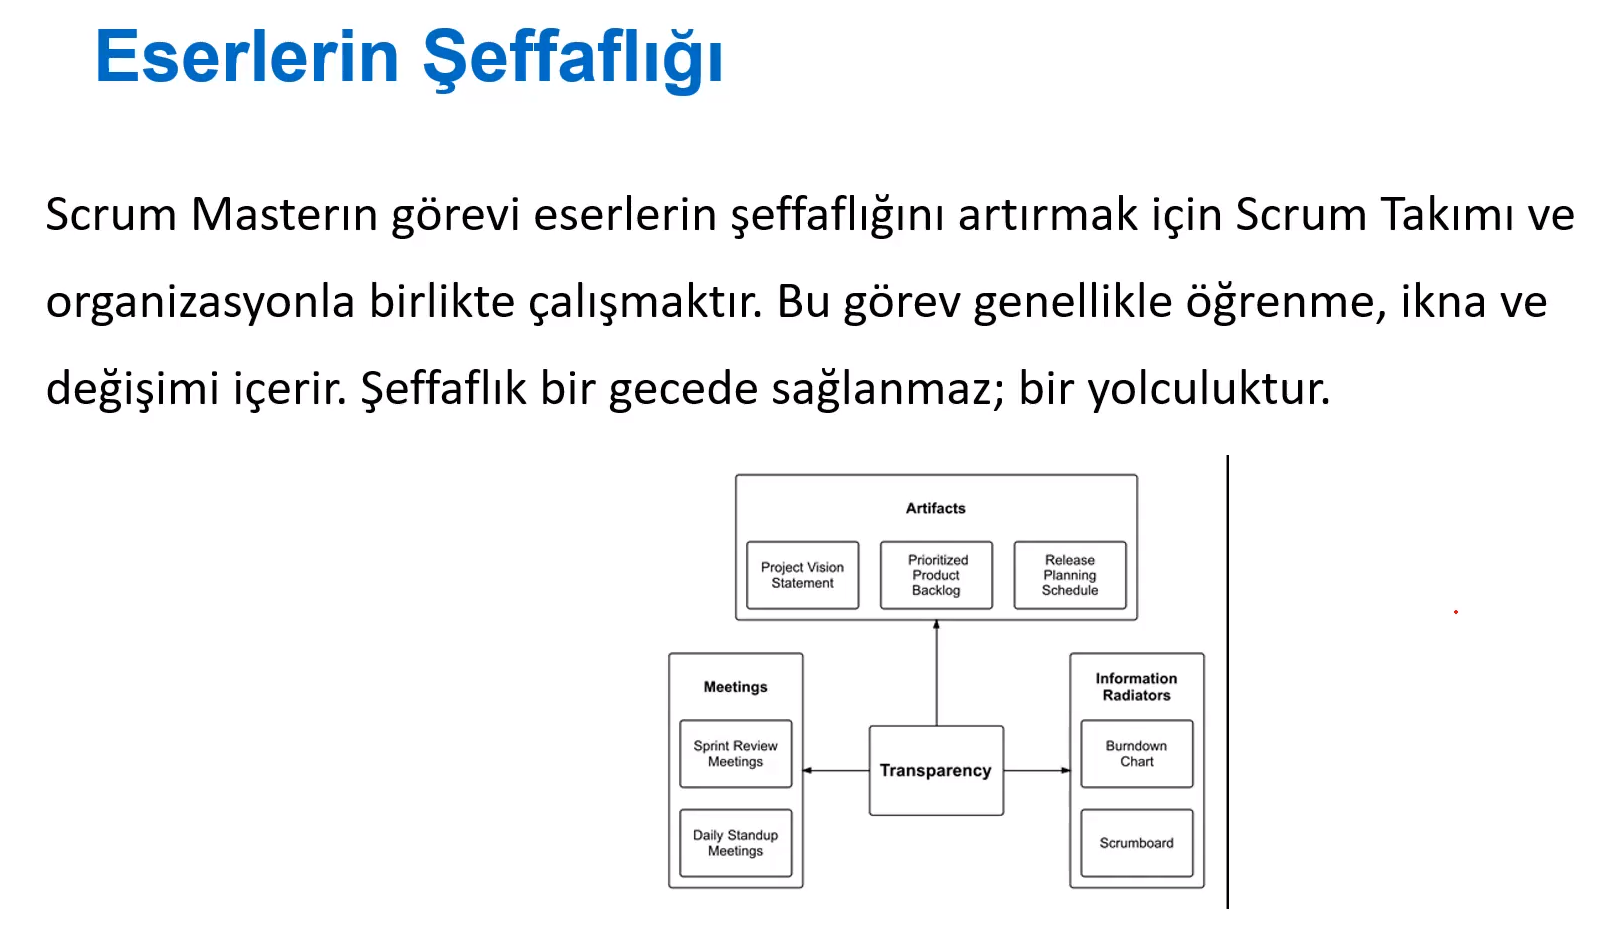 Eserlerin Şeffaflığı
Scrum Masterın görevi eserlerin şeffaflığını artırmak için Scrum Takımı ve
organizasyonla birlikte çalışmaktır. Bu görev genellikle öğrenme, ikna ve
değişimi içerir. Şeffaflık bir gecede sağlanmaz; bir yolculuktur.
Artifacts
Project Vision
Statement
Prioritized
Product
Backlog
Release
Planning
Schedule
Meetings
Sprint Review
Meetings
Daily Standup
Meetings
Transparency
Information
Radiators
Burndown
Chart
Scrumboard